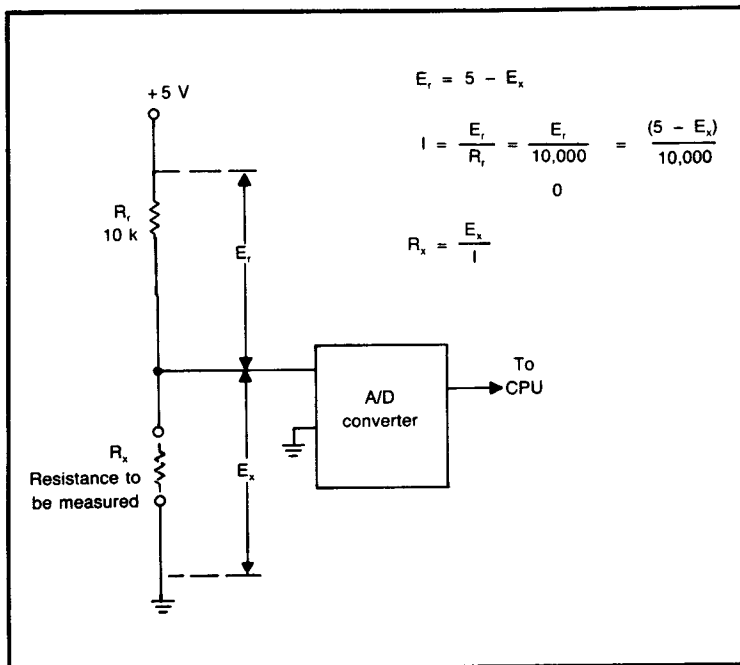 +5 V
E_r = 5 − E_x
I = E_r / R_r = E_r / 10,000 = (5 − E_x) / 10,000
0
R_x = E_x / I
R_r
10 k
E_r
To
CPU
A/D
converter
R_x
Resistance to
be measured
E_x